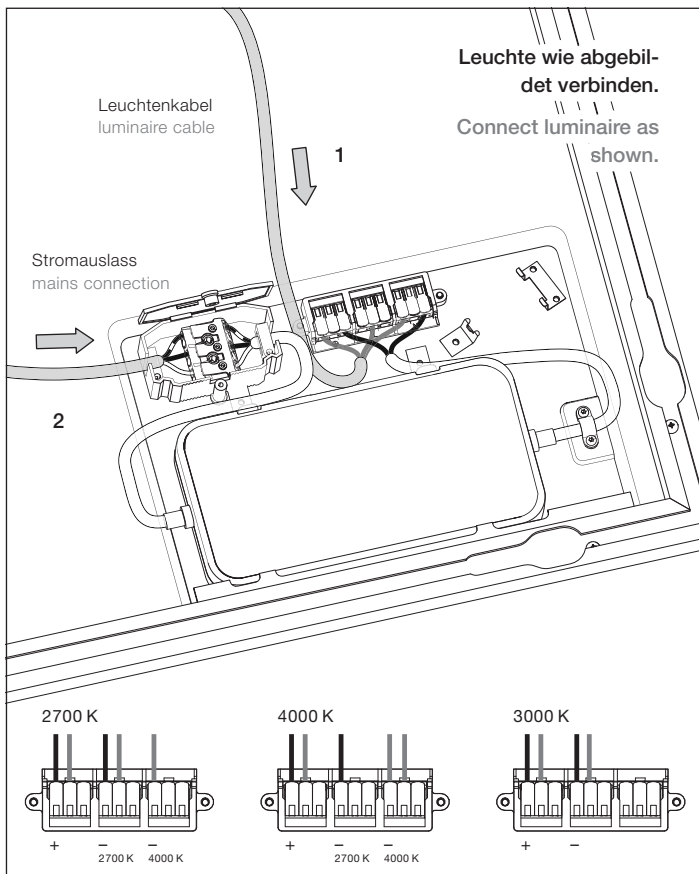 Leuchte wie abgebil-
det verbinden.
Connect luminaire as
shown.
Leuchtenkabel
luminaire cable
1
Stromauslass
mains connection
2
2700 K
+
–
2700 K
–
4000 K
4000 K
+
–
2700 K
–
4000 K
3000 K
+
–